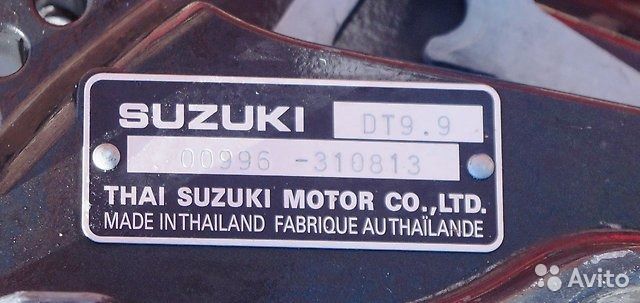 SUZUKI DT9.9
00996-310813
THAI SUZUKI MOTOR CO.,LTD.
MADE IN THAILAND FABRIQUE AU THAÏLANDE
Avito